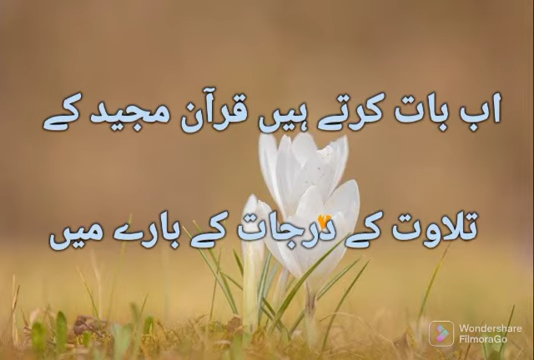 اب بات کرتے ہیں قرآن مجید کے
تلاوت کے درجات کے بارے میں
Wondershare
FilmoraGo